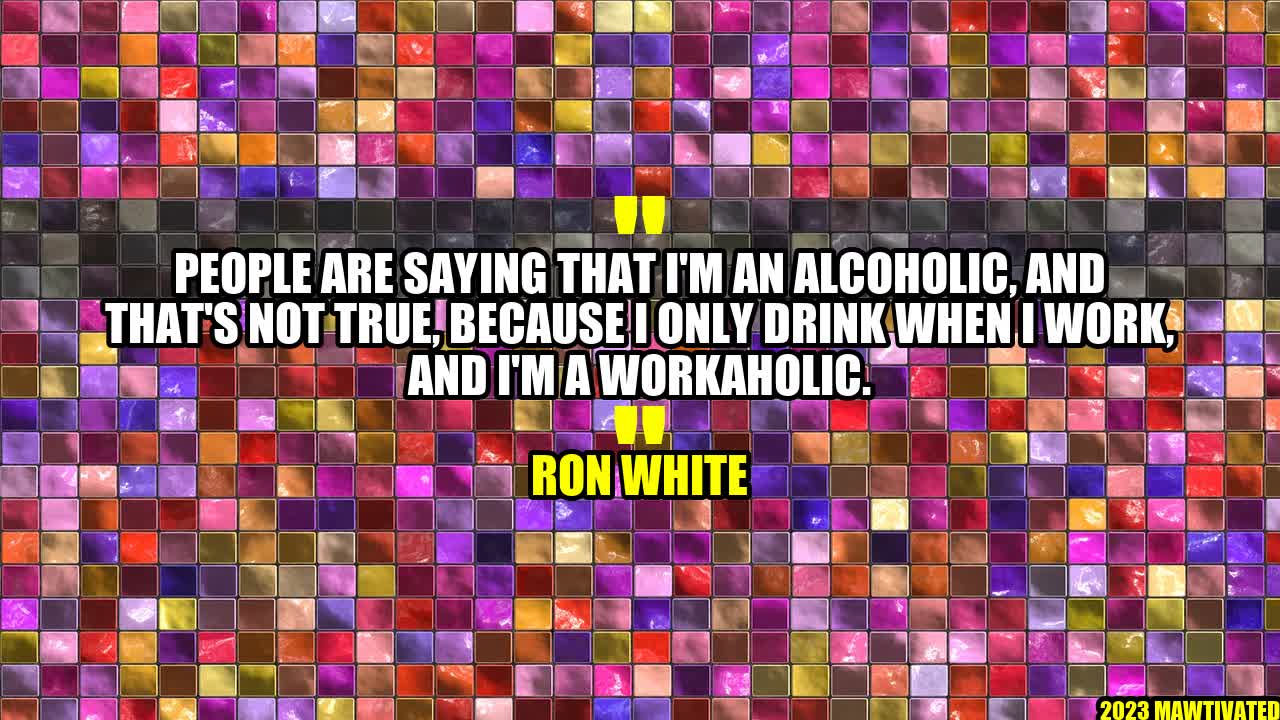 "
PEOPLE ARE SAYING THAT I'M AN ALCOHOLIC, AND
THAT'S NOT TRUE, BECAUSE I ONLY DRINK WHEN I WORK,
AND I'M A WORKAHOLIC.
"
RON WHITE
2023 MAWTIVATED